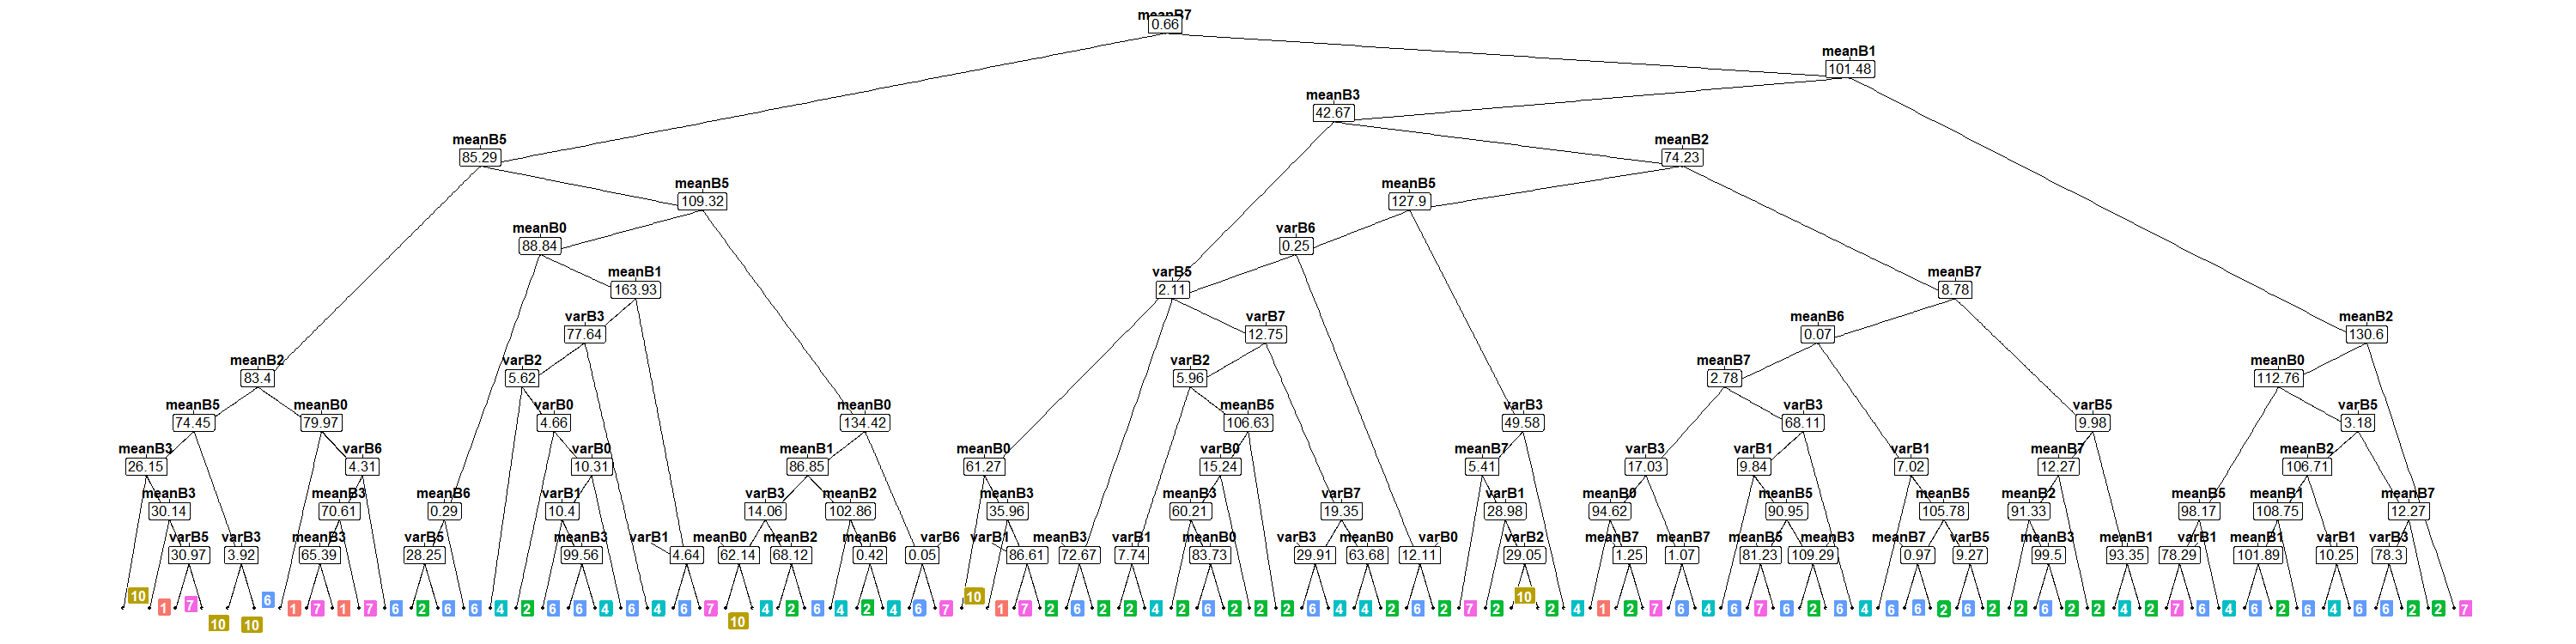 meanB7
0.66
meanB1
101.48
meanB3
42.67
meanB5 meanB2
85.29 74.23
meanB5 meanB5
109.32 127.9
meanB0 varB6
88.84 0.25
meanB1 varB5 meanB7
163.93 2.11 8.78
varB3 varB7 meanB6 meanB2
77.64 12.75 0.07 130.6
meanB2 varB2 varB2 meanB7 meanB0
83.4 5.62 5.96 2.78 112.76
meanB5 meanB0 varB0 meanB0 meanB5 varB3 varB3 varB5 varB5
74.45 79.97 4.66 134.42 106.63 49.58 68.11 9.98 3.18
meanB3 varB6 varB0 meanB1 meanB0 varB0 meanB7 varB3 varB1 varB1 meanB7 meanB2
26.15 4.31 10.31 86.85 61.27 15.24 5.41 17.03 9.84 7.02 12.27 106.71
meanB3 meanB3 meanB6 varB1 varB3 meanB2 meanB3 meanB3 varB7 varB1 meanB0 meanB5 meanB5 meanB2 meanB5 meanB1 meanB7
30.14 70.61 0.29 10.4 14.06 102.86 35.96 60.21 19.35 28.98 94.62 90.95 105.78 91.33 98.17 108.75 12.27
varB5 varB3 meanB3 varB5 meanB3 varB1 meanB0 meanB2 meanB6 varB6 varB1 meanB3 varB1 meanB0 varB3 meanB0 varB0 varB2 meanB7 meanB7 meanB5 meanB3 meanB7 varB5 meanB3 varB1 varB1 meanB1 varB1 varB3
30.97 3.92 65.39 28.25 99.56 4.64 62.14 68.12 0.42 0.05 86.61 72.67 7.74 83.73 29.91 63.68 12.11 29.05 1.25 1.07 81.23 109.29 0.97 9.27 99.5 93.35 78.29 101.89 10.25 78.3
10 1 7 10 10 6 1 7 1 7 6 2 6 6 4 2 6 6 4 6 4 6 7 10 4 2 6 4 2 4 6 7 10 1 7 2 6 2 2 4 2 6 2 2 2 6 4 4 2 6 2 7 2 10 2 4 1 2 7 6 4 6 7 6 2 6 4 6 6 2 6 2 2 6 2 2 4 2 7 6 4 6 2 6 4 6 6 2 2 7